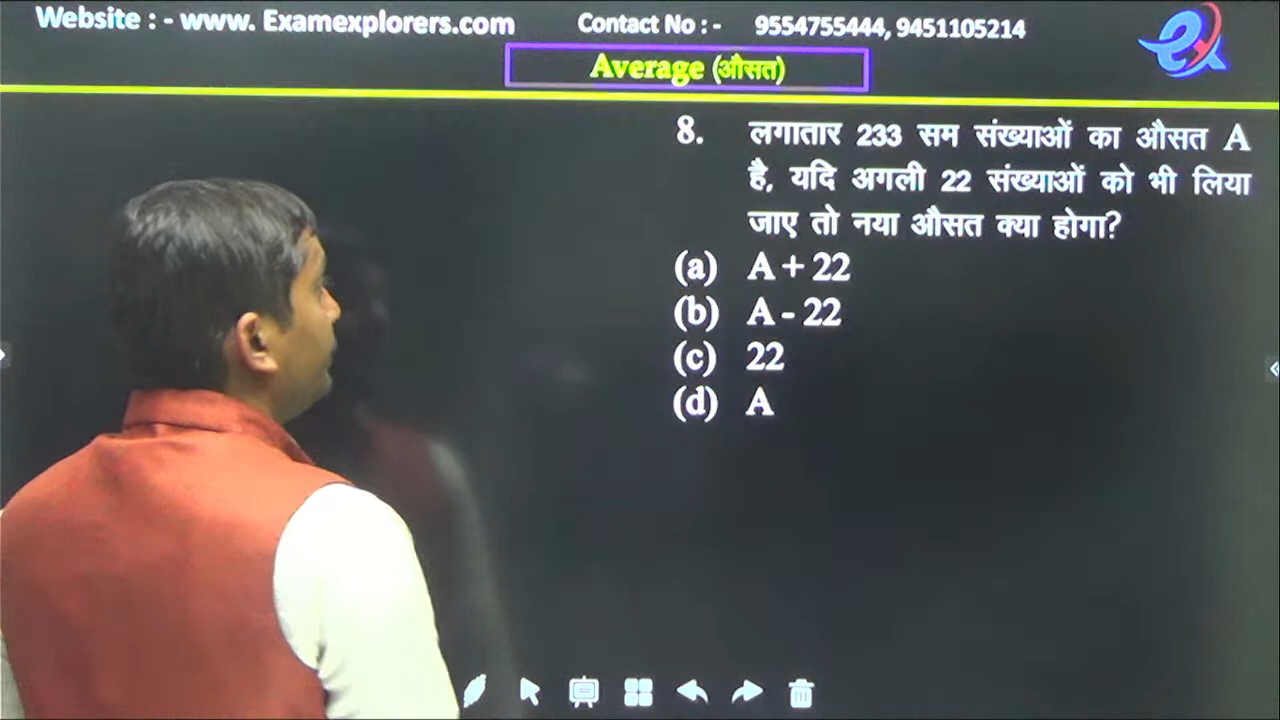 Website : - www. Examexplorers.com Contact No : - 9554755444, 9451105214
Average (औसत)
8. लगातार 233 सम संख्याओं का औसत A
है, यदि अगली 22 संख्याओं को भी लिया
जाए तो नया औसत क्या होगा?
(a) A + 22
(b) A - 22
(c) 22
(d) A